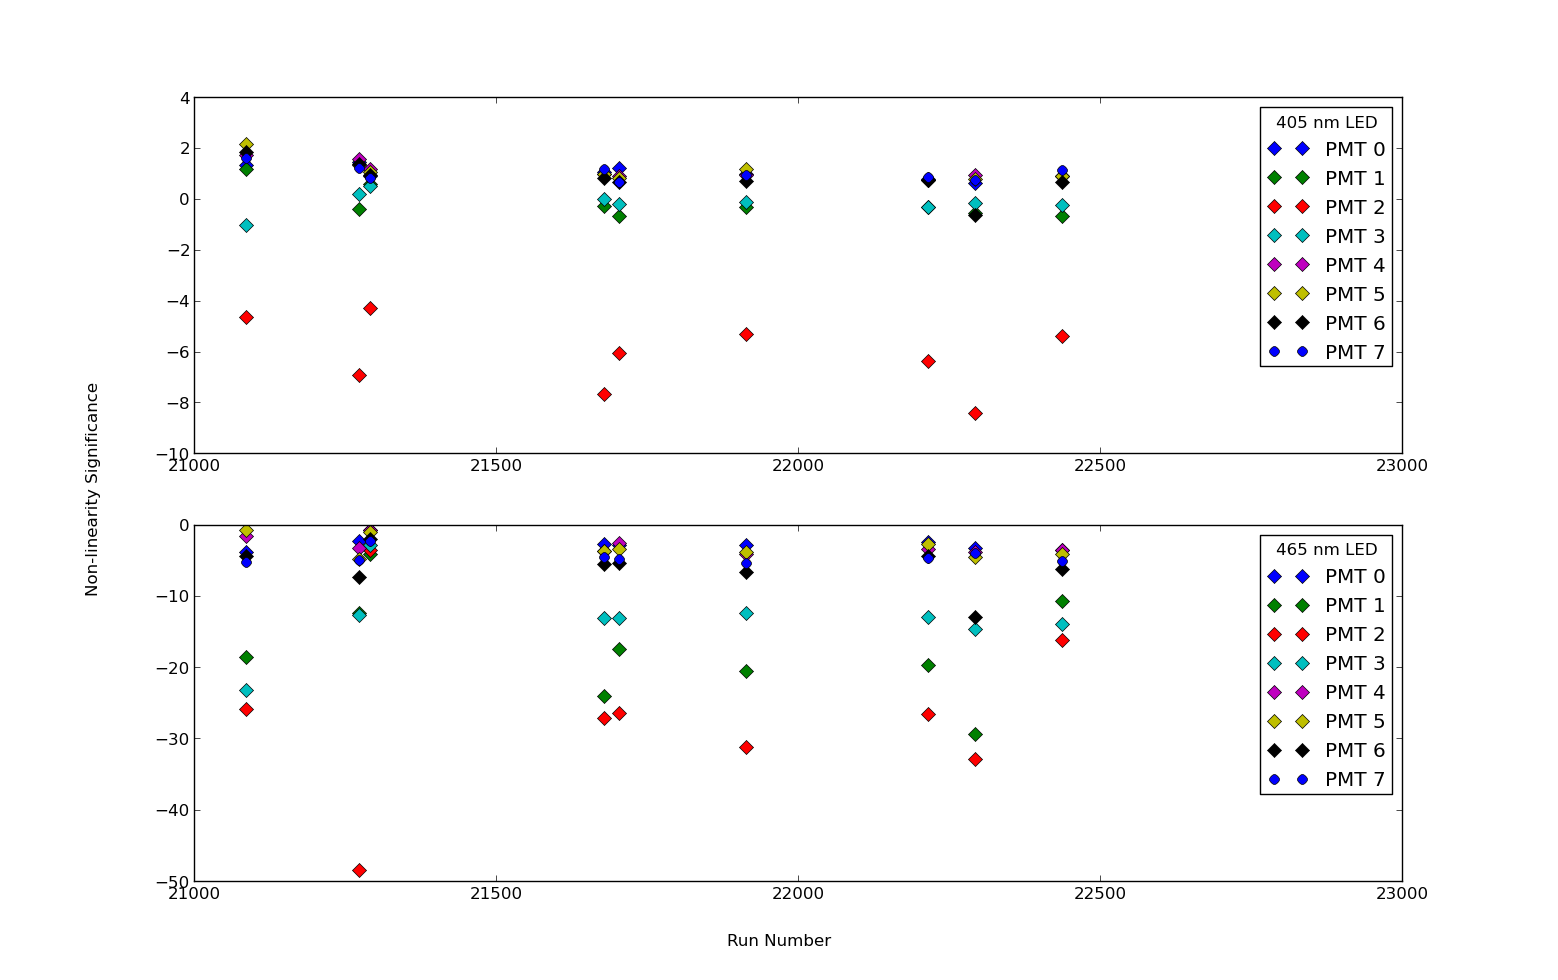 4
2
0
−2
−4
−6
−8
−10
21000 21500 22000 22500 23000
405 nm LED
PMT 0
PMT 1
PMT 2
PMT 3
PMT 4
PMT 5
PMT 6
PMT 7
Non-linearity Significance
0
−10
−20
−30
−40
−50
21000 21500 22000 22500 23000
465 nm LED
PMT 0
PMT 1
PMT 2
PMT 3
PMT 4
PMT 5
PMT 6
PMT 7
Run Number